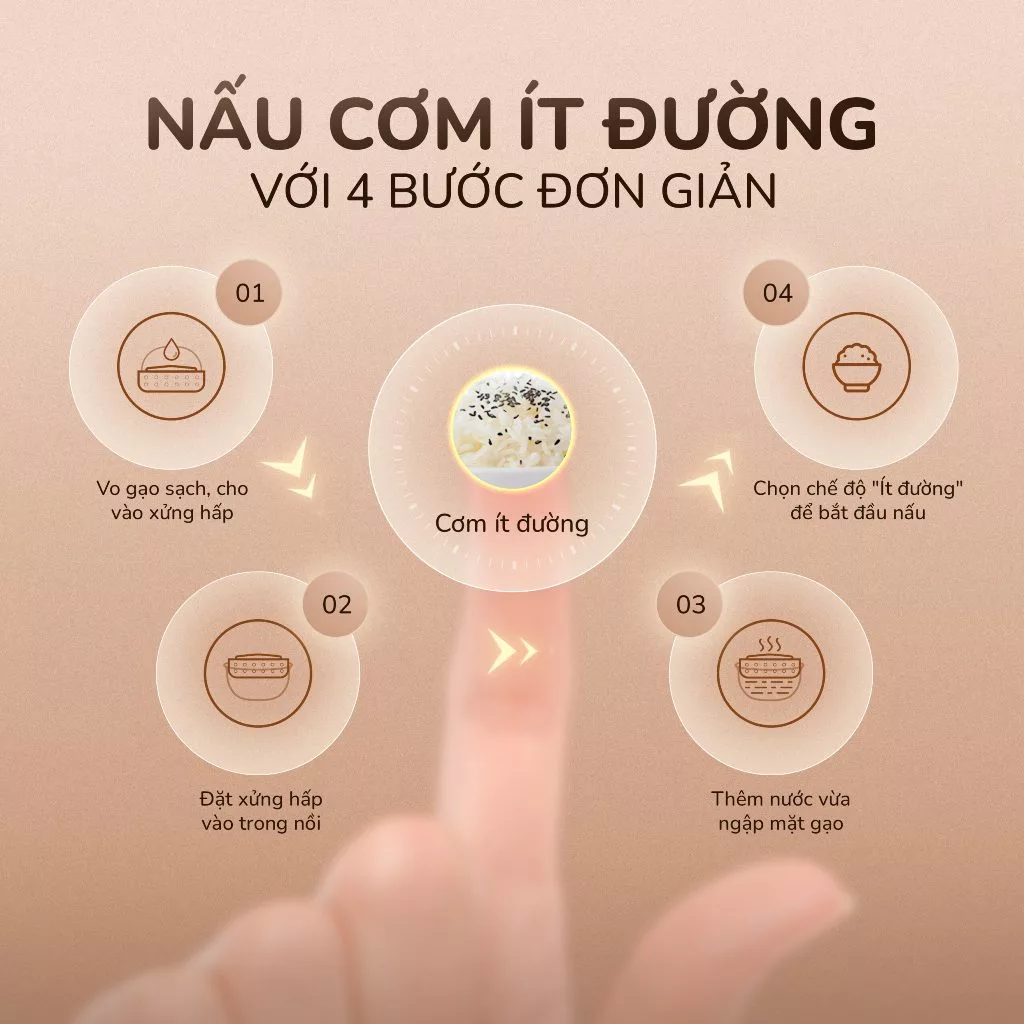 NẤU CƠM ÍT ĐƯỜNG
VỚI 4 BƯỚC ĐƠN GIẢN
01
Vo gạo sạch, cho
vào xửng hấp
02
Đặt xửng hấp
vào trong nồi
03
Thêm nước vừa
ngập mặt gạo
04
Chọn chế độ "Ít đường"
để bắt đầu nấu
Cơm ít đường